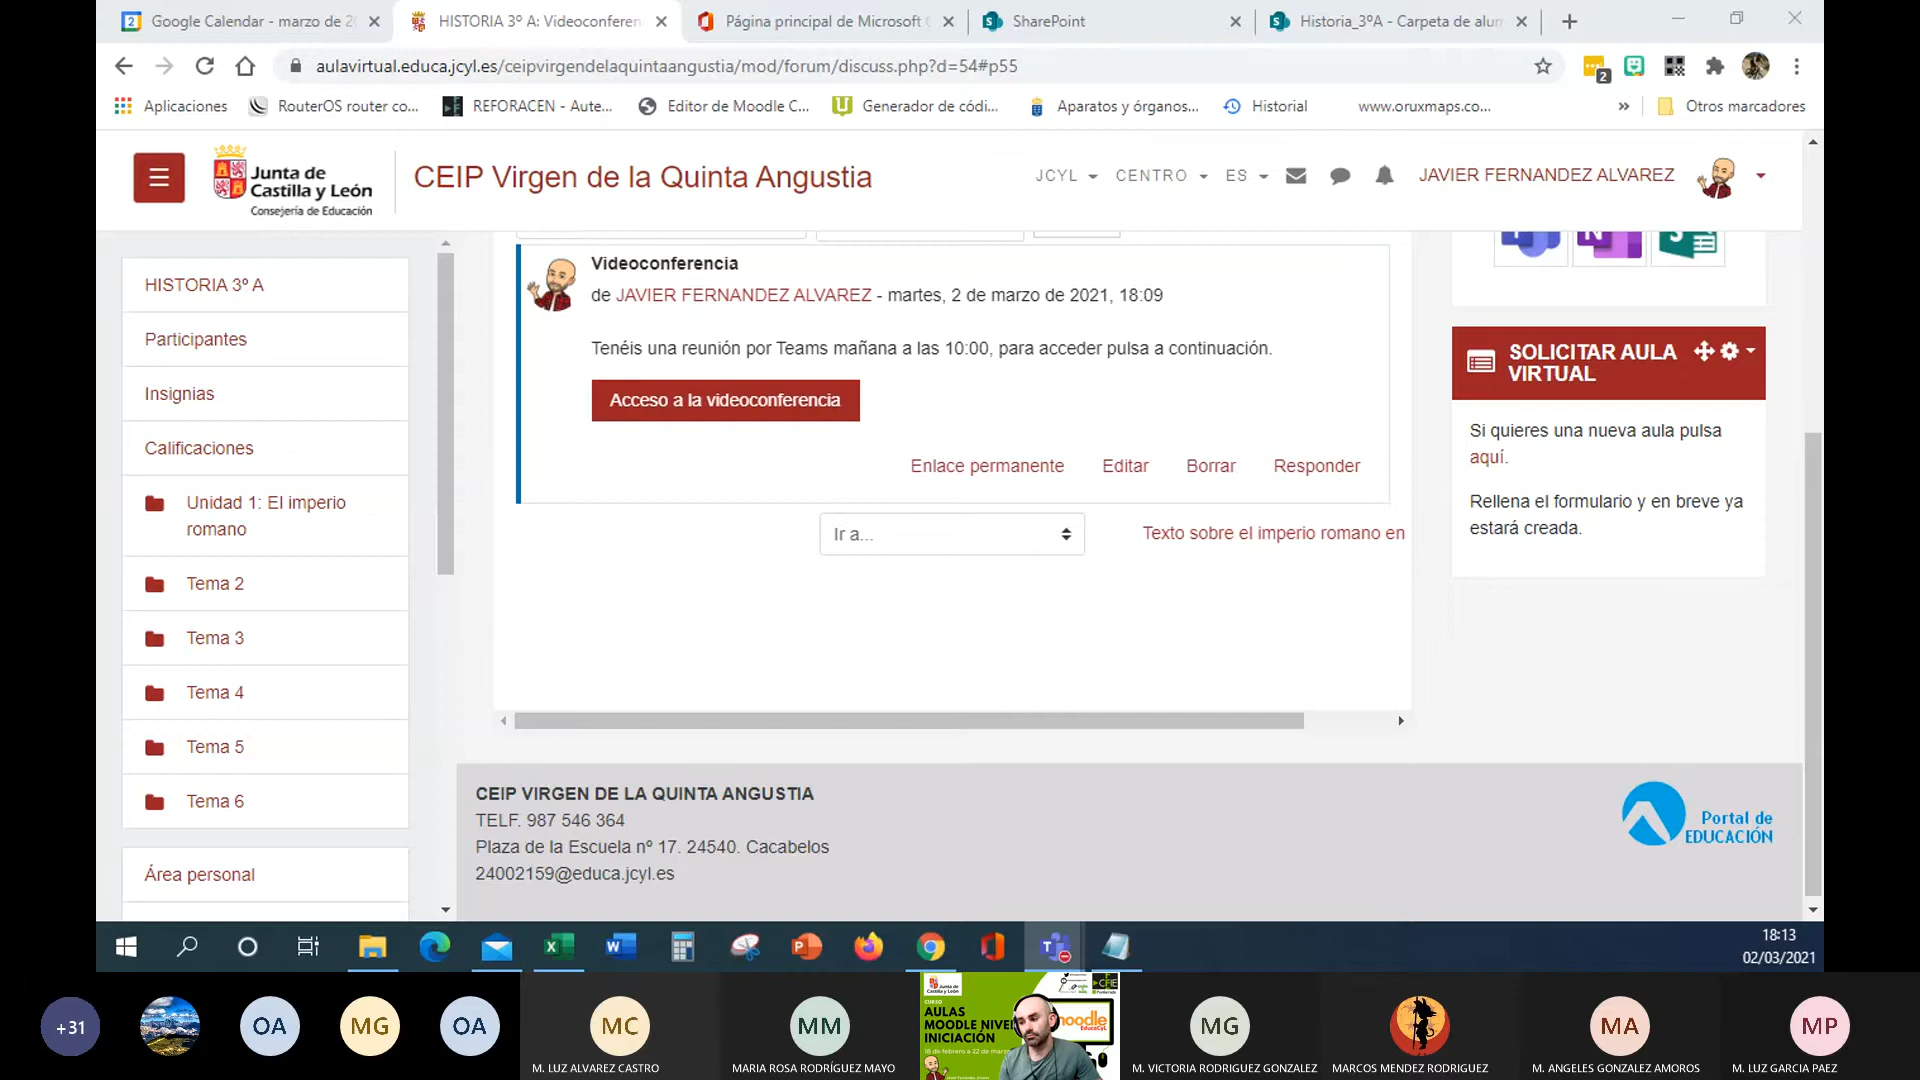 Google Calendar - marzo de 2
HISTORIA 3º A: Videoconferen
Página principal de Microsoft
SharePoint
Historia_3ºA - Carpeta de alum
aulavirtual.educa.jcyl.es/ceipvirgendelaquintaangustia/mod/forum/discuss.php?d=54#p55
2
Aplicaciones
RouterOS router co...
REFORACEN - Aute...
Editor de Moodle C...
Generador de códi...
Aparatos y órganos...
Historial
www.oruxmaps.co...
»
Otros marcadores
Junta de
Castilla y León
Consejería de Educación
CEIP Virgen de la Quinta Angustia
JCYL
CENTRO
ES
JAVIER FERNANDEZ ALVAREZ
HISTORIA 3º A
Participantes
Insignias
Calificaciones
Unidad 1: El imperio
romano
Tema 2
Tema 3
Tema 4
Tema 5
Tema 6
Área personal
Videoconferencia
de JAVIER FERNANDEZ ALVAREZ - martes, 2 de marzo de 2021, 18:09
Tenéis una reunión por Teams mañana a las 10:00, para acceder pulsa a continuación.
Acceso a la videoconferencia
Enlace permanente
Editar
Borrar
Responder
Ir a...
Texto sobre el imperio romano en
SOLICITAR AULA
VIRTUAL
Si quieres una nueva aula pulsa
aquí.
Rellena el formulario y en breve ya
estará creada.
CEIP VIRGEN DE LA QUINTA ANGUSTIA
TELF. 987 546 364
Plaza de la Escuela nº 17. 24540. Cacabelos
24002159@educa.jcyl.es
Portal de
EDUCACIÓN
18:13
02/03/2021
+31
OA
MG
OA
MC
M. LUZ ALVAREZ CASTRO
MM
MARIA ROSA RODRÍGUEZ MAYO
Junta de
Castilla y León
CFIE
CURSO
AULAS
MOODLE NIVEL
INICIACIÓN
moodle
EducaCyL
MG
M. VICTORIA RODRIGUEZ GONZALEZ
MARCOS MENDEZ RODRIGUEZ
MA
M. ANGELES GONZALEZ AMOROS
MP
M. LUZ GARCIA PAEZ